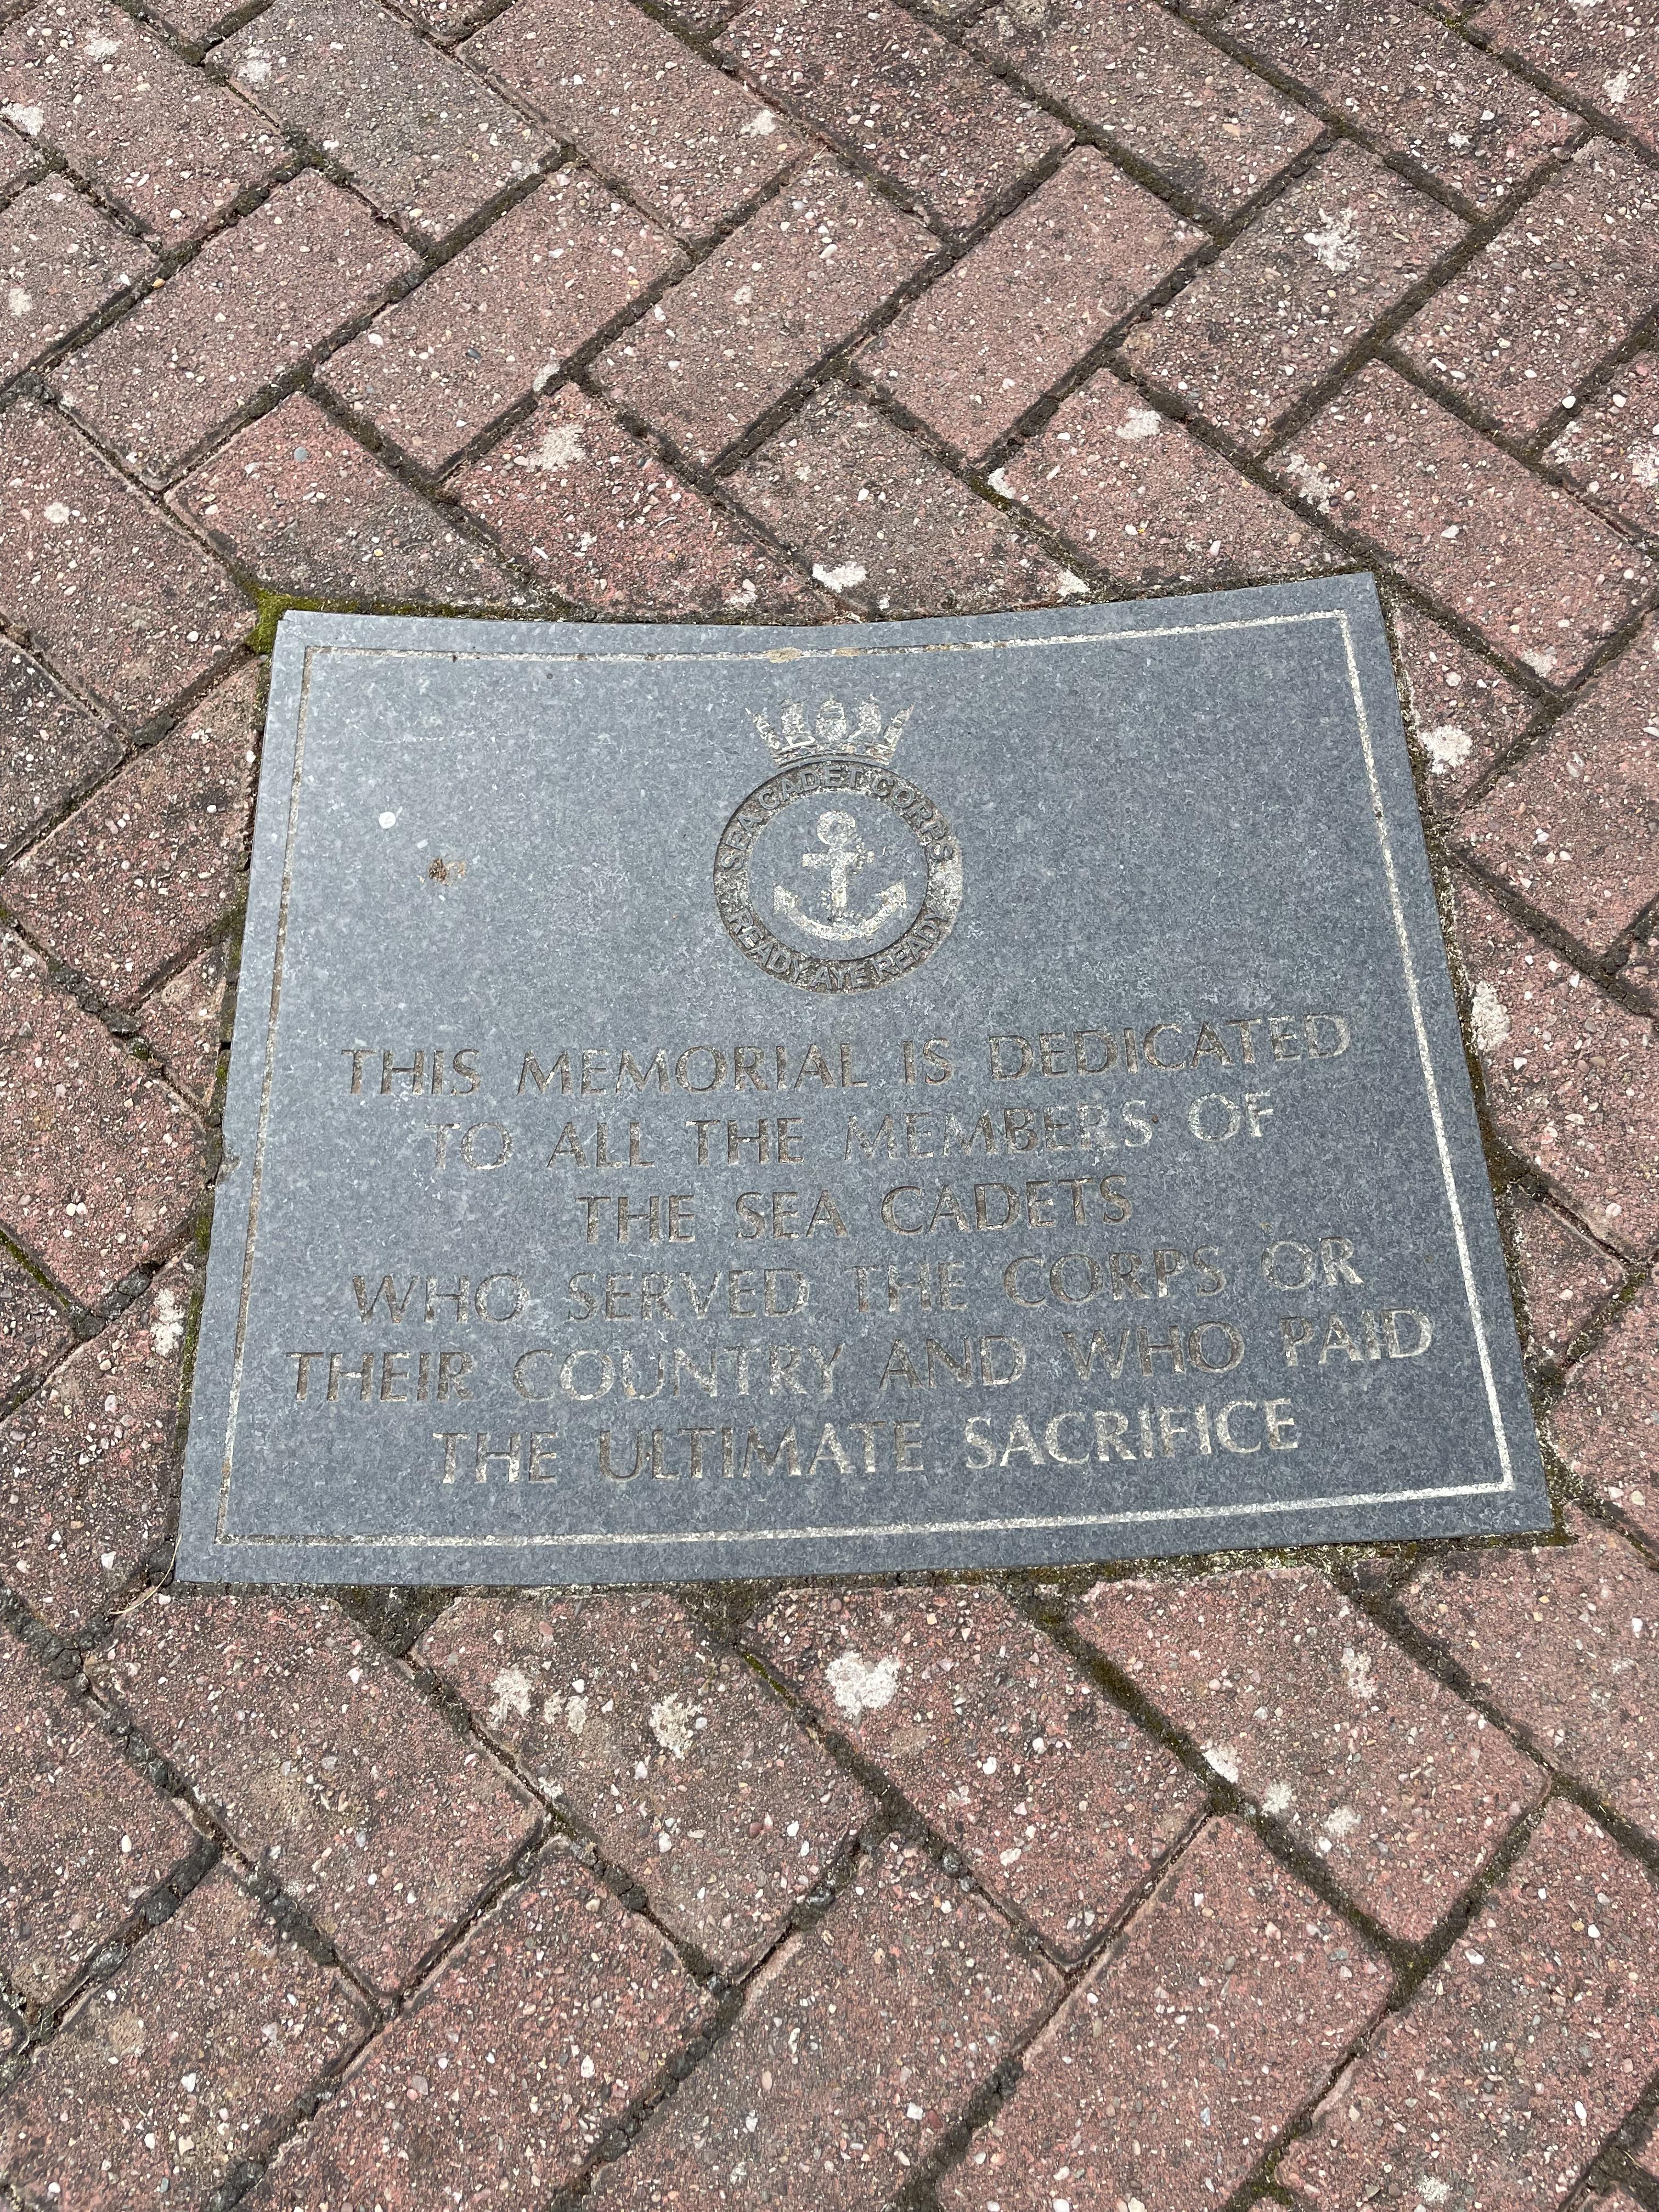 SEA CADET CORPS
READY AYE READY
THIS MEMORIAL IS DEDICATED
TO ALL THE MEMBERS OF
THE SEA CADETS
WHO SERVED THE CORPS OR
THEIR COUNTRY AND WHO PAID
THE ULTIMATE SACRIFICE